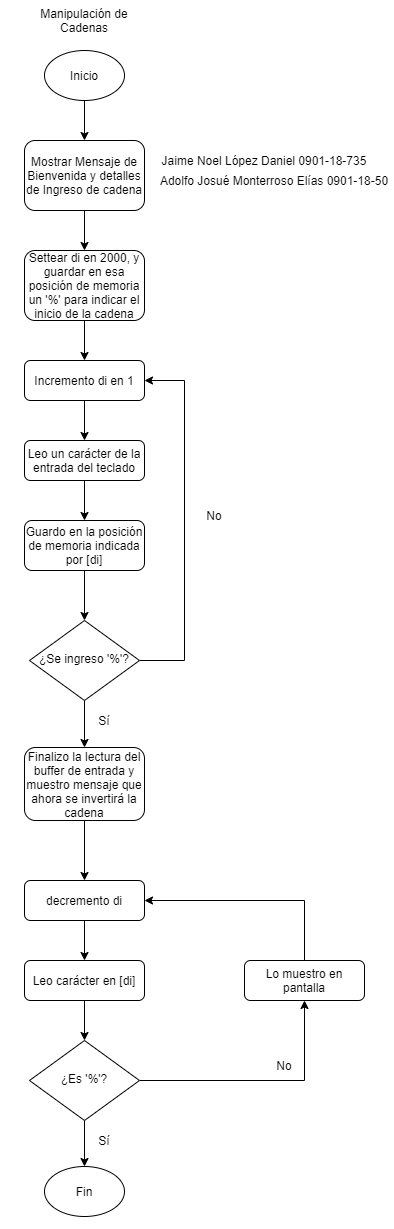 Manipulación de
Cadenas
Inicio
Mostrar Mensaje de
Bienvenida y detalles
de Ingreso de cadena
Jaime Noel López Daniel 0901-18-735
Adolfo Josué Monterroso Elías 0901-18-50
Settear di en 2000, y
guardar en esa
posición de memoria
un '%' para indicar el
inicio de la cadena
Incremento di en 1
Leo un carácter de la
entrada del teclado
No
Guardo en la posición
de memoria indicada
por [di]
¿Se ingreso '%'?
Sí
Finalizo la lectura del
buffer de entrada y
muestro mensaje que
ahora se invertirá la
cadena
decremento di
Leo carácter en [di]
Lo muestro en
pantalla
¿Es '%'?
No
Sí
Fin